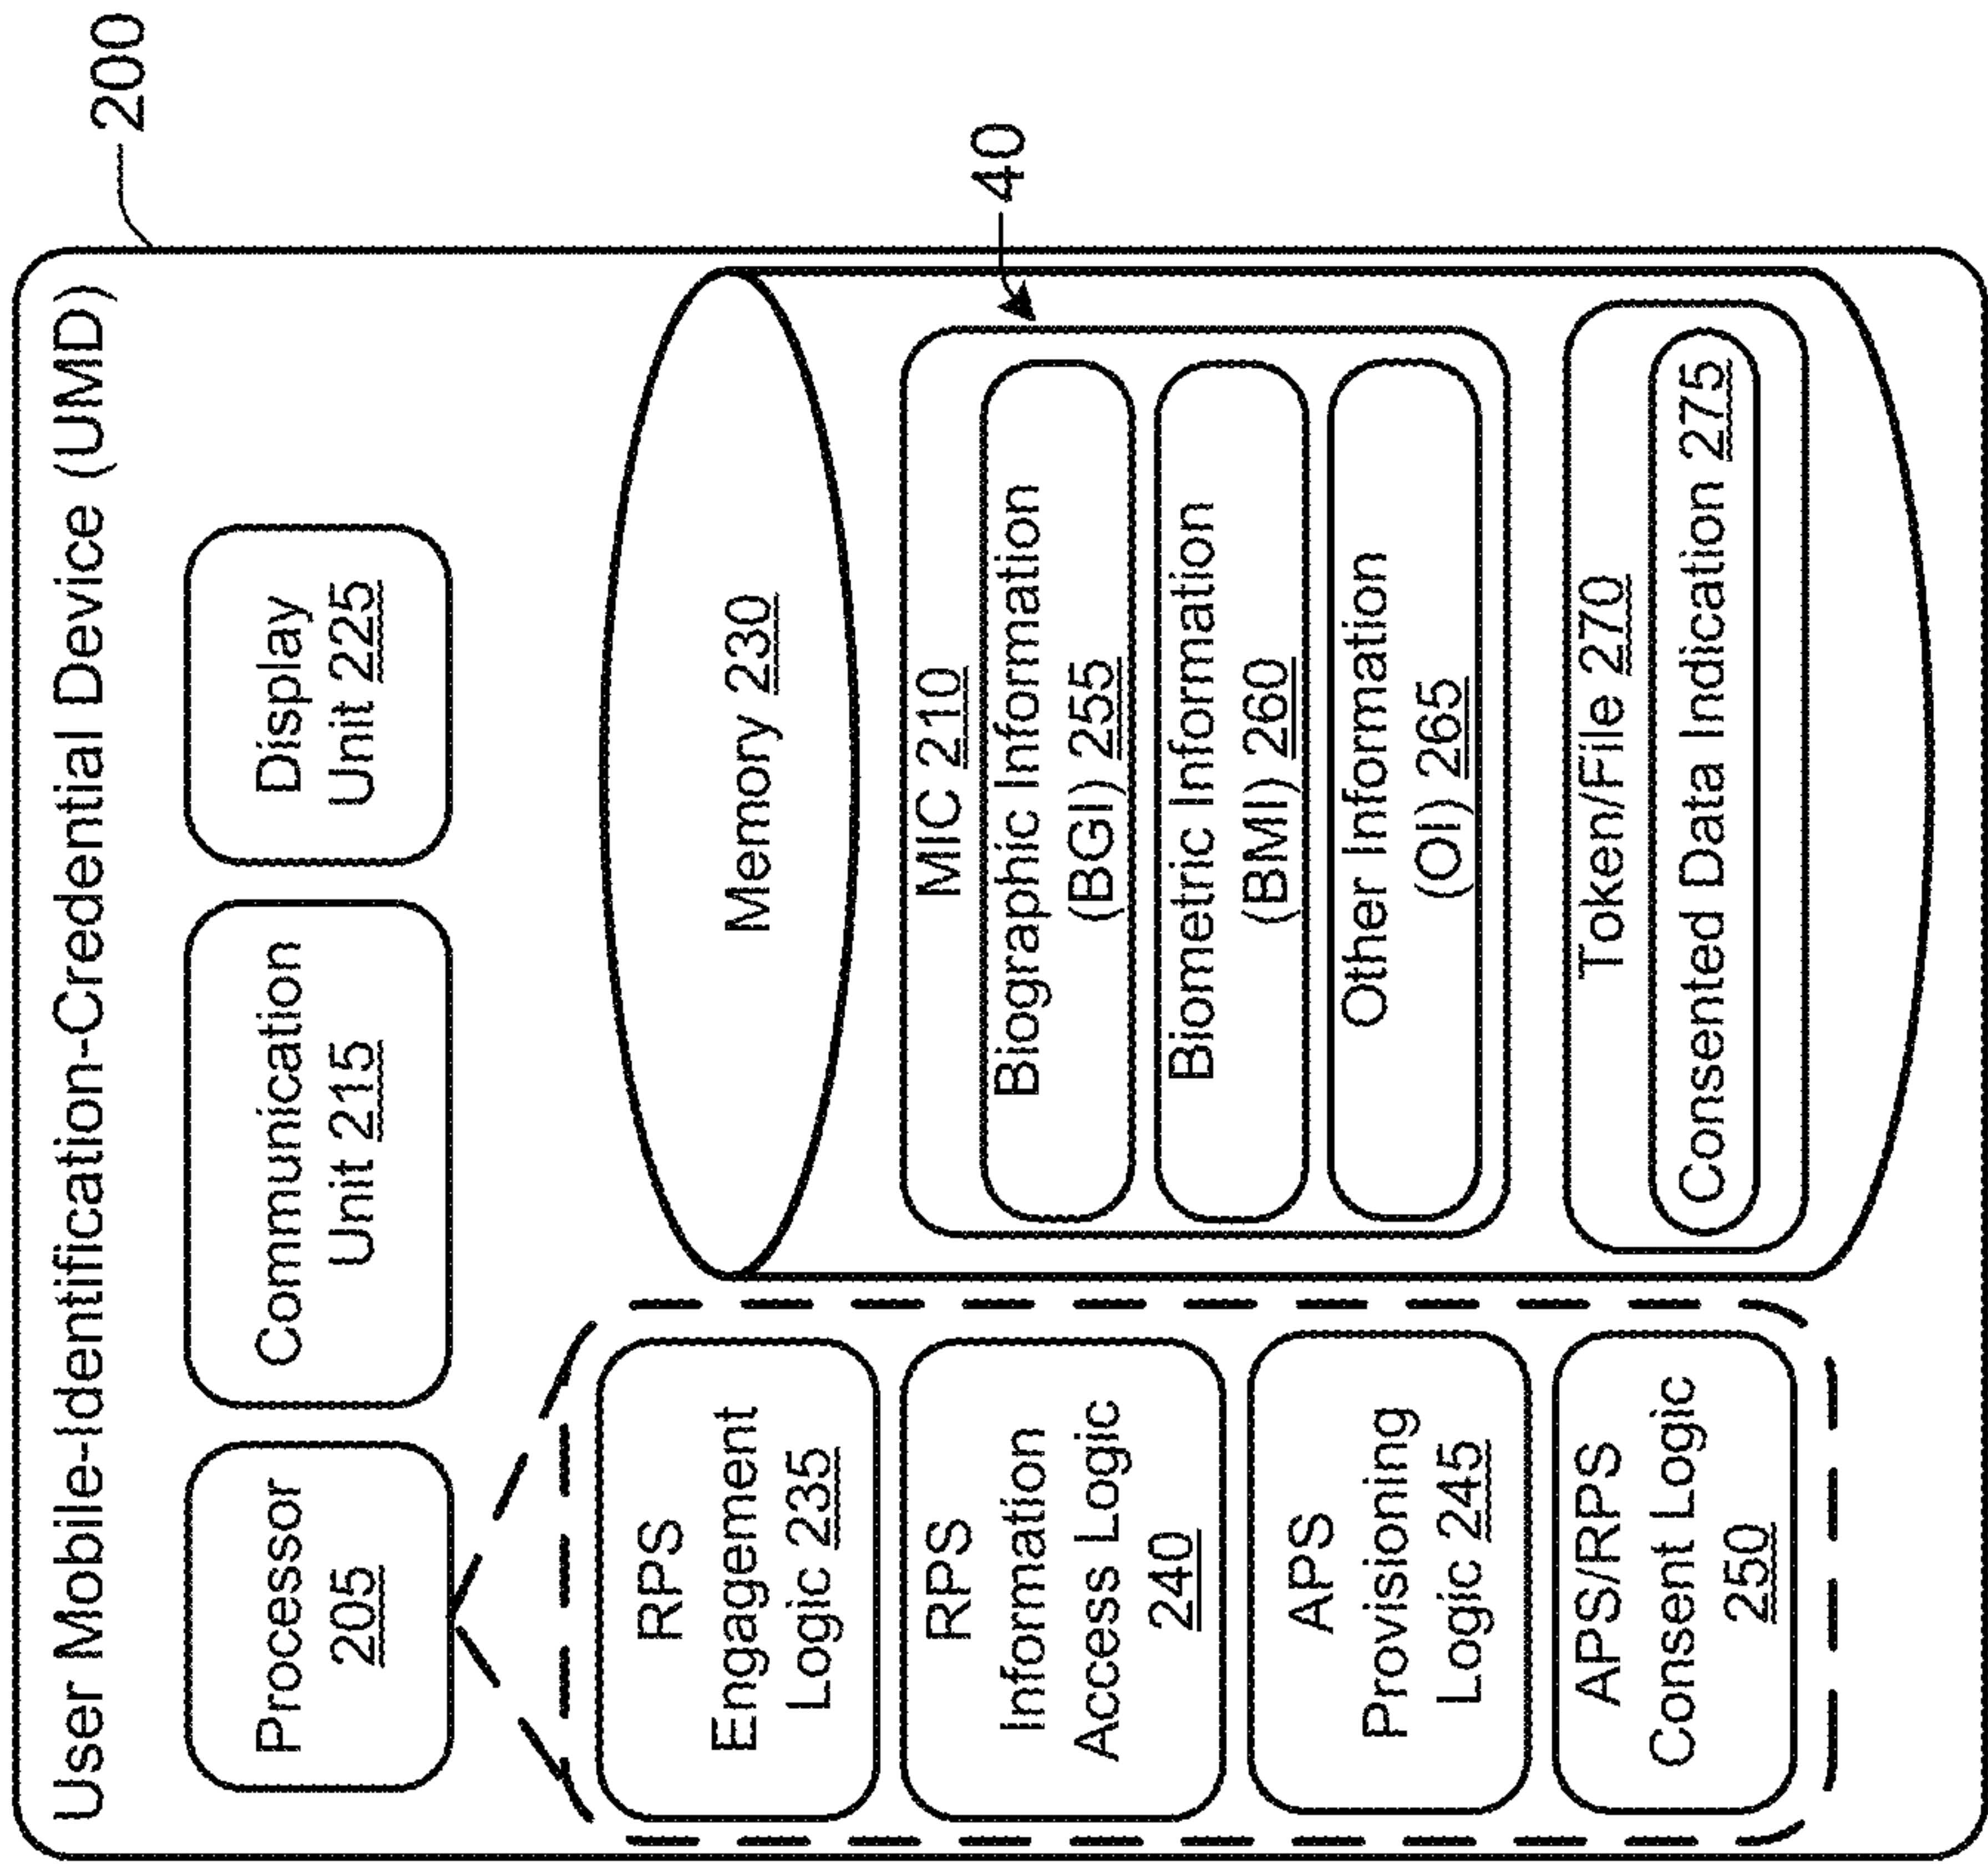 200
User Mobile-Identification-Credential Device (UMD)
Processor
205
Communication
Unit 215
Display
Unit 225
RPS
Engagement
Logic 235
RPS
Information
Access Logic
240
APS
Provisioning
Logic 245
APS/RPS
Consent Logic
250
Memory 230
40
MIC 210
Biographic Information
(BGI) 255
Biometric Information
(BMI) 260
Other Information
(OI) 265
Token/File 270
Consented Data Indication 275